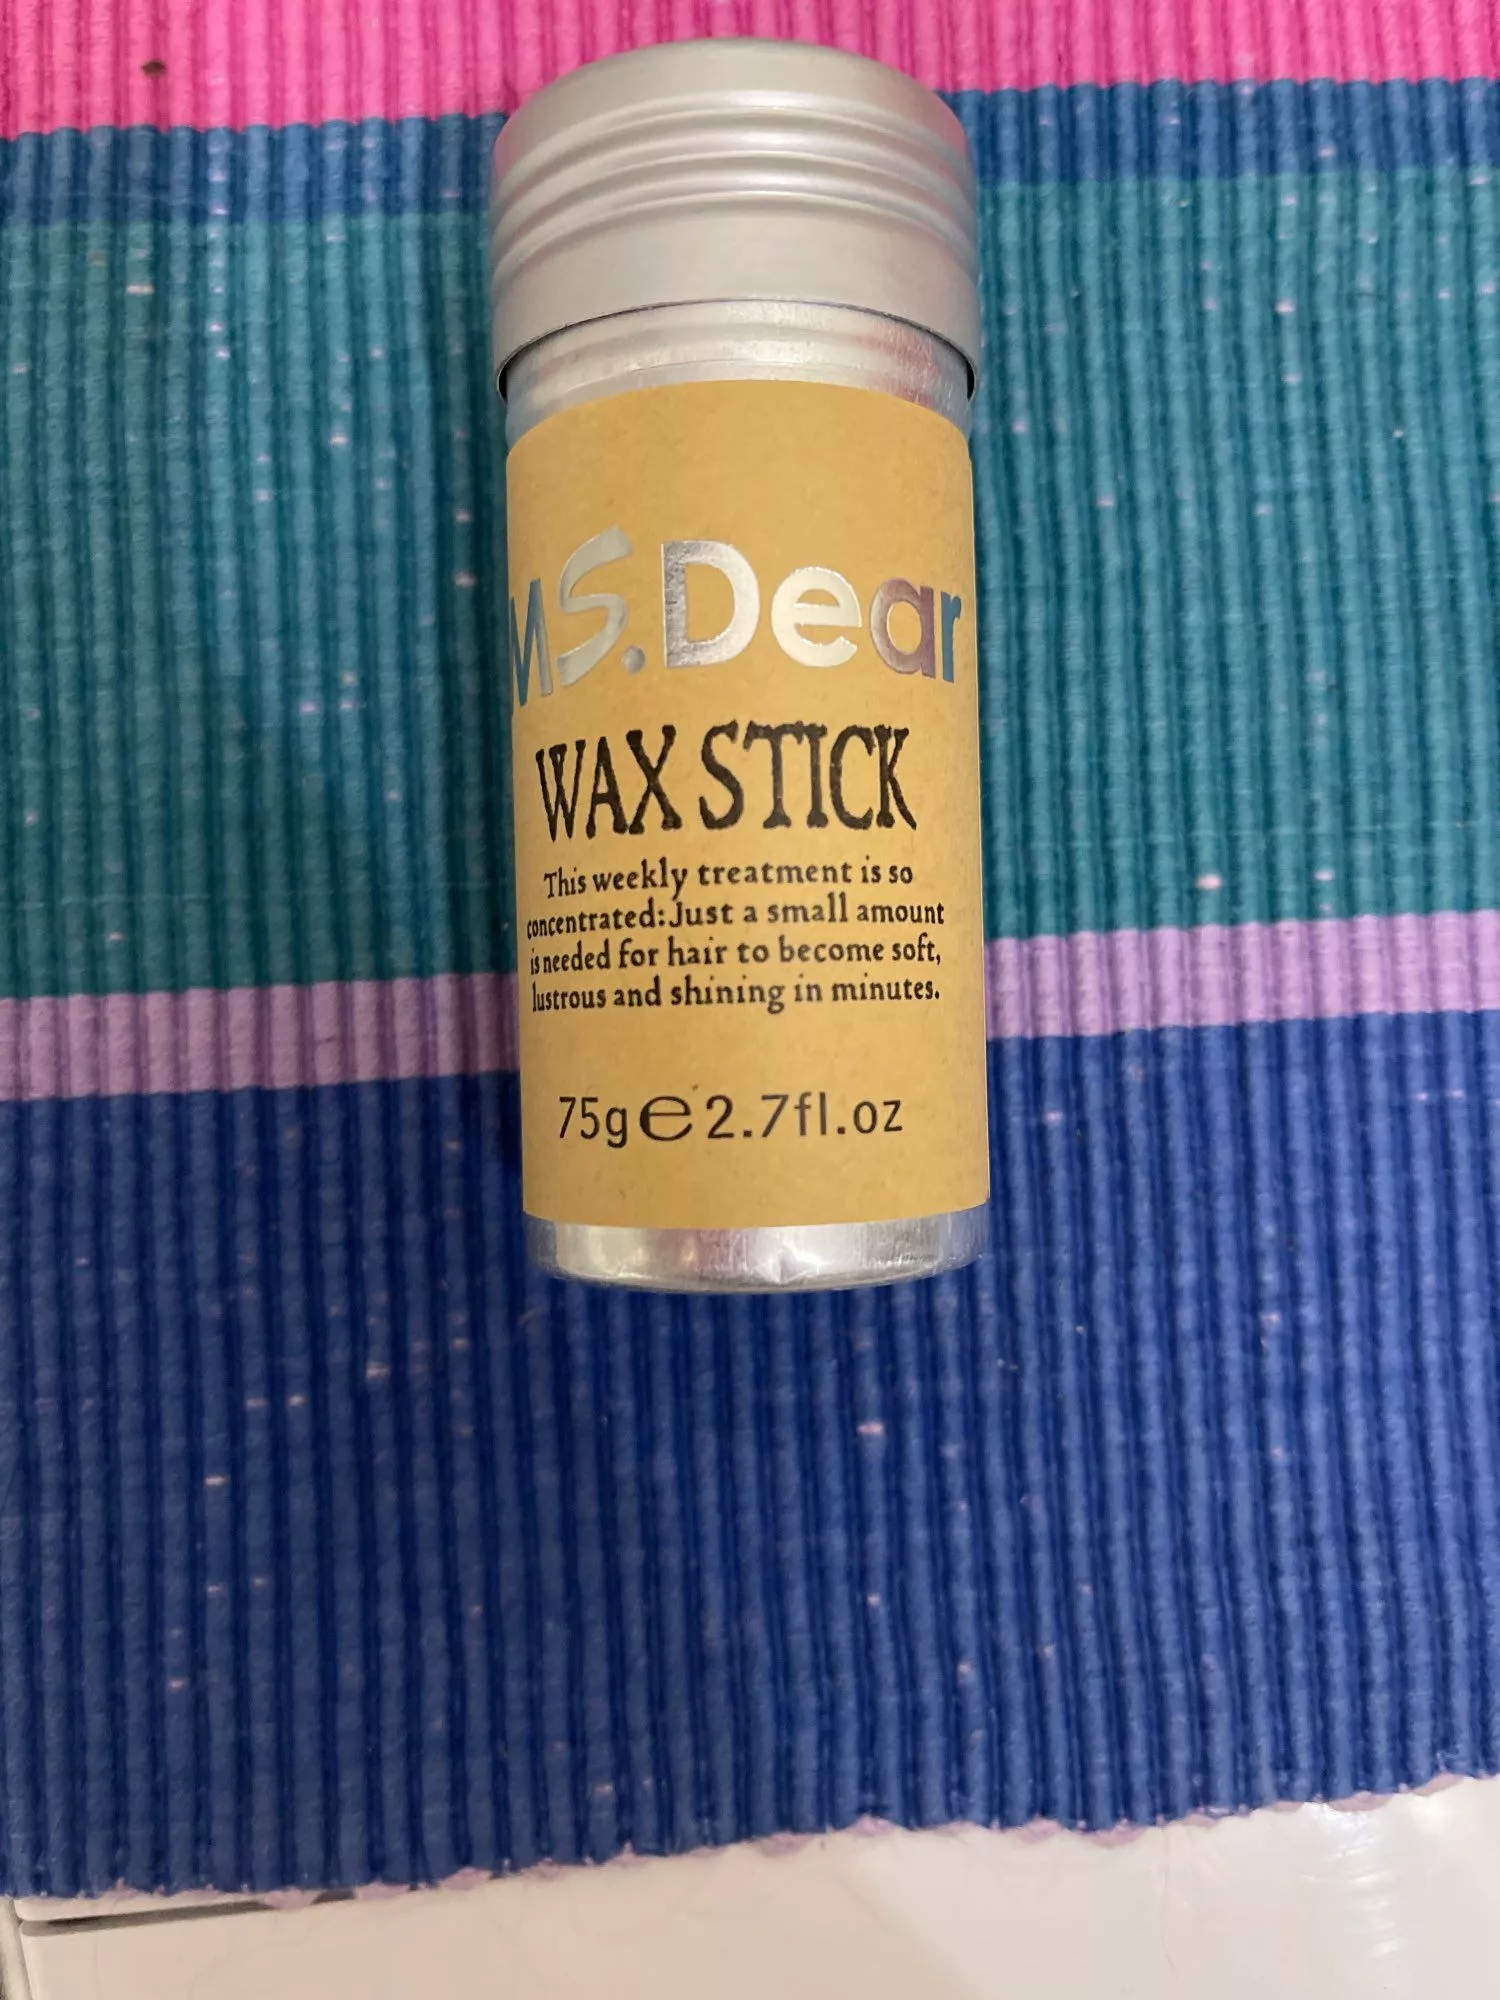 MS.Dear
WAX STICK
This weekly treatment is so
concentrated:Just a small amount
is needed for hair to become soft,
lustrous and shining in minutes.
75g℮2.7fl.oz